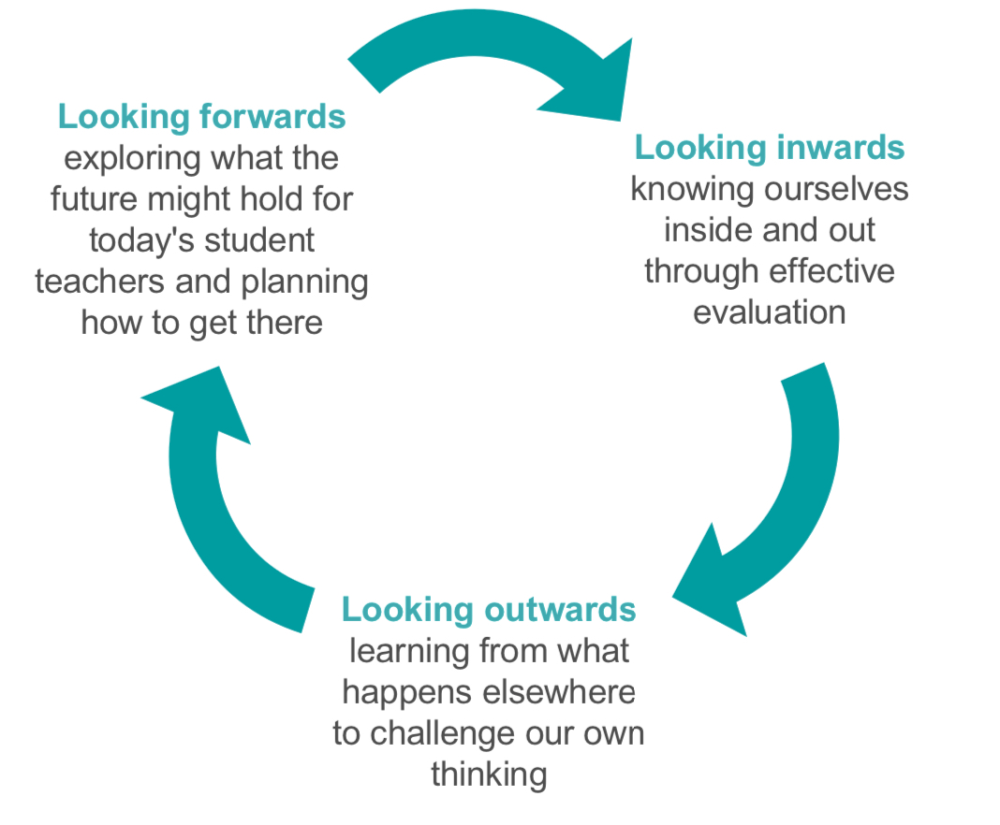 Looking forwards
exploring what the
future might hold for
today's student
teachers and planning
how to get there
Looking inwards
knowing ourselves
inside and out
through effective
evaluation
Looking outwards
learning from what
happens elsewhere
to challenge our own
thinking